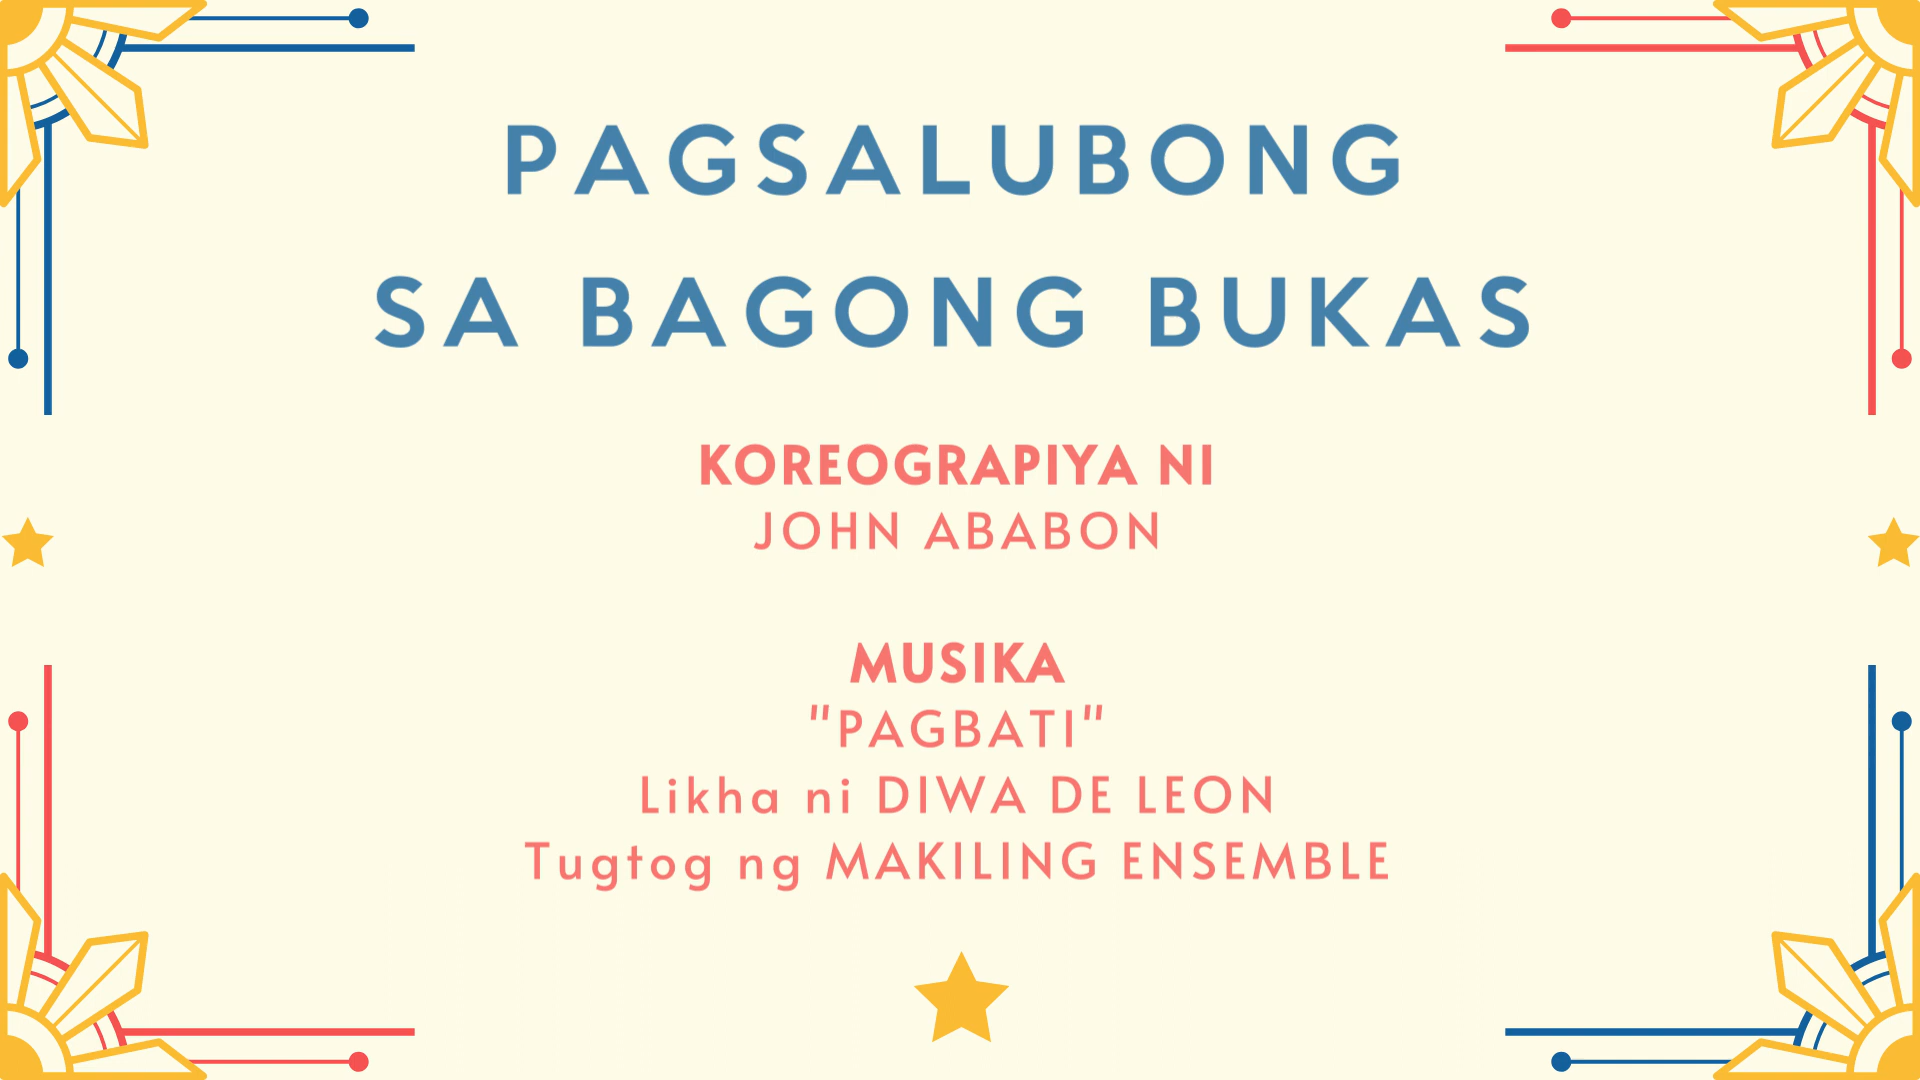 PAGSALUBONG
SA BAGONG BUKAS
KOREOGRAPIYA NI
JOHN ABABON
MUSIKA
"PAGBATI"
Likha ni DIWA DE LEON
Tugtog ng MAKILING ENSEMBLE